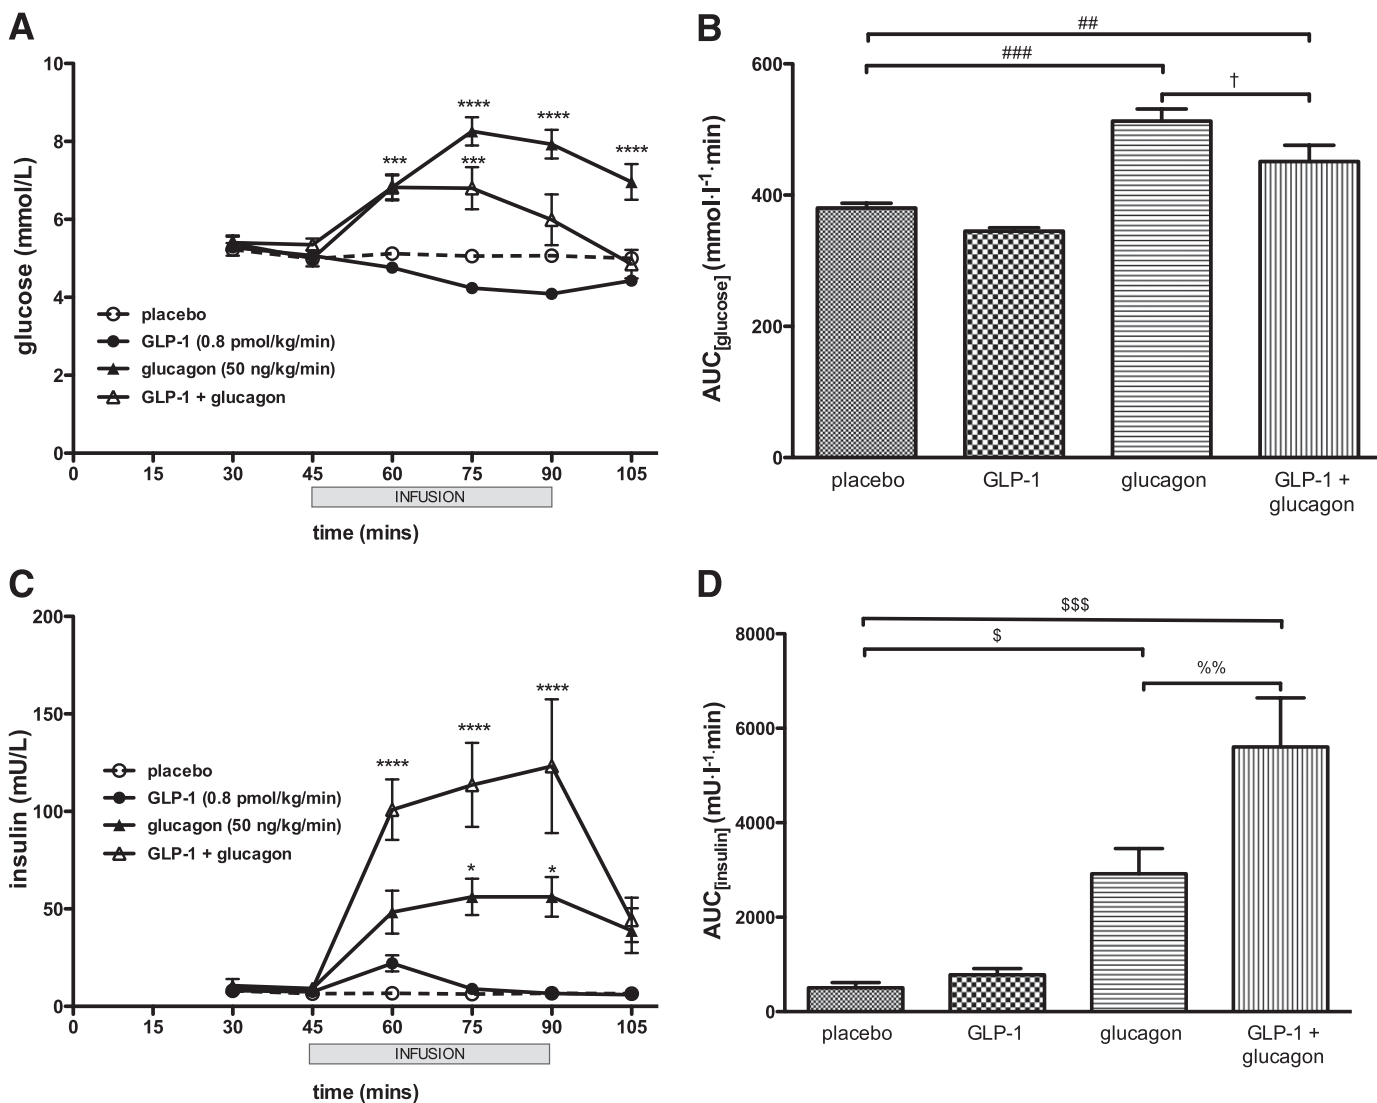 A
glucose (mmol/L)
10
8
6
4
2
0
****
****
****
***
***
placebo
GLP-1 (0.8 pmol/kg/min)
glucagon (50 ng/kg/min)
GLP-1 + glucagon
0 15 30 45 60 75 90 105
INFUSION
time (mins)
B
AUC[glucose] (mmol·l-1·min)
600
400
200
0
##
###
†
placebo GLP-1 glucagon GLP-1 +
glucagon
C
insulin (mU/L)
200
150
100
50
0
****
****
****
*
*
placebo
GLP-1 (0.8 pmol/kg/min)
glucagon (50 ng/kg/min)
GLP-1 + glucagon
0 15 30 45 60 75 90 105
INFUSION
time (mins)
D
AUC[insulin] (mU·l-1·min)
8000
6000
4000
2000
0
$$$
$
%%
placebo GLP-1 glucagon GLP-1 +
glucagon